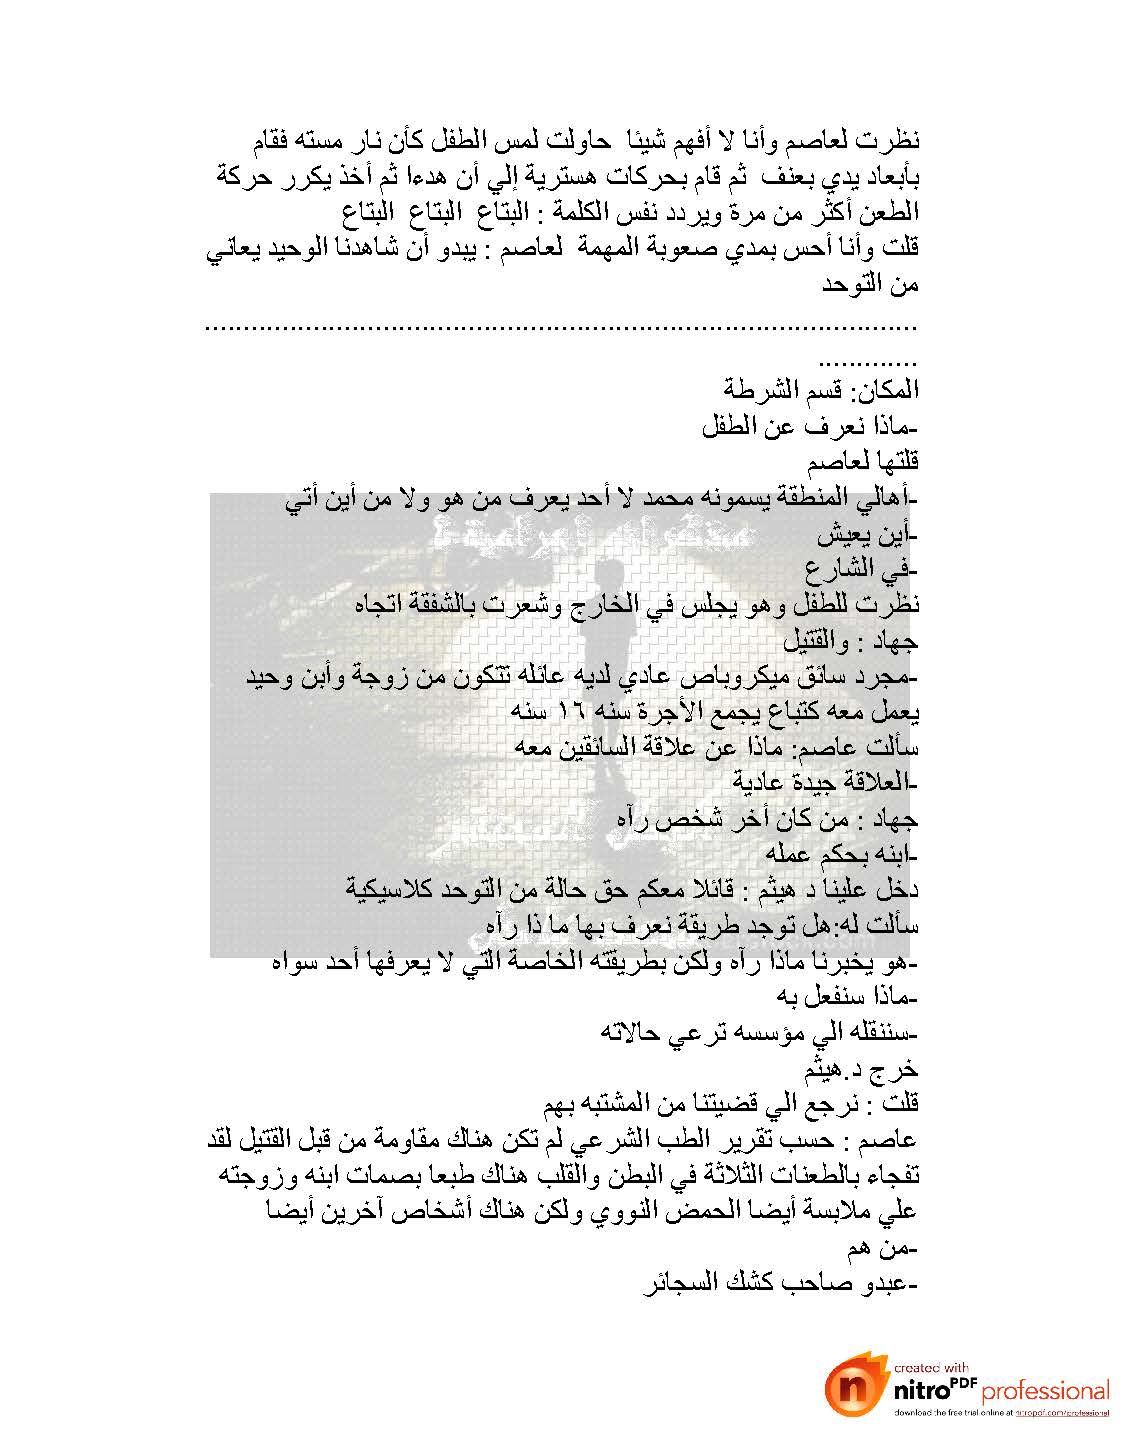 نظرت لعاصم وأنا لا أفهم شيئا  حاولت لمس الطفل كأن نار مسته فقام
بأبعاد يدي بعنف  ثم قام بحركات هسترية إلي أن هدءا ثم أخذ يكرر حركة
الطعن أكثر من مرة ويردد نفس الكلمة : البتاع  البتاع  البتاع
قلت وأنا أحس بمدي صعوبة المهمة  لعاصم : يبدو أن شاهدنا الوحيد يعاني
من التوحد
............................................................................................
.............
المكان: قسم الشرطة
-ماذا نعرف عن الطفل
قلتها لعاصم
-أهالي المنطقة يسمونه محمد لا أحد يعرف من هو ولا من أين أتي
-أين يعيش
-في الشارع
نظرت للطفل وهو يجلس في الخارج وشعرت بالشفقة اتجاه
جهاد : والقتيل
-مجرد سائق ميكروباص عادي لديه عائله تتكون من زوجة وأبن وحيد
يعمل معه كتباع يجمع الأجرة سنه ١٦ سنه
سألت عاصم: ماذا عن علاقة السائقين معه
-العلاقة جيدة عادية
جهاد : من كان أخر شخص رآه
-ابنه بحكم عمله
دخل علينا د هيثم : قائلا معكم حق حالة من التوحد كلاسيكية
سألت له:هل توجد طريقة نعرف بها ما ذا رآه
-هو يخبرنا ماذا رآه ولكن بطريقته الخاصة التي لا يعرفها أحد سواه
-ماذا سنفعل به
-سننقله الي مؤسسه ترعي حالاته
خرج د.هيثم
قلت : نرجع الي قضيتنا من المشتبه بهم
عاصم : حسب تقرير الطب الشرعي لم تكن هناك مقاومة من قبل القتيل لقد
تفجاء بالطعنات الثلاثة في البطن والقلب هناك طبعا بصمات ابنه وزوجته
علي ملابسة أيضا الحمض النووي ولكن هناك أشخاص آخرين أيضا
-من هم
-عبدو صاحب كشك السجائر
created with
nitroPDF professional
download the free trial online at nitropdf.com/professional